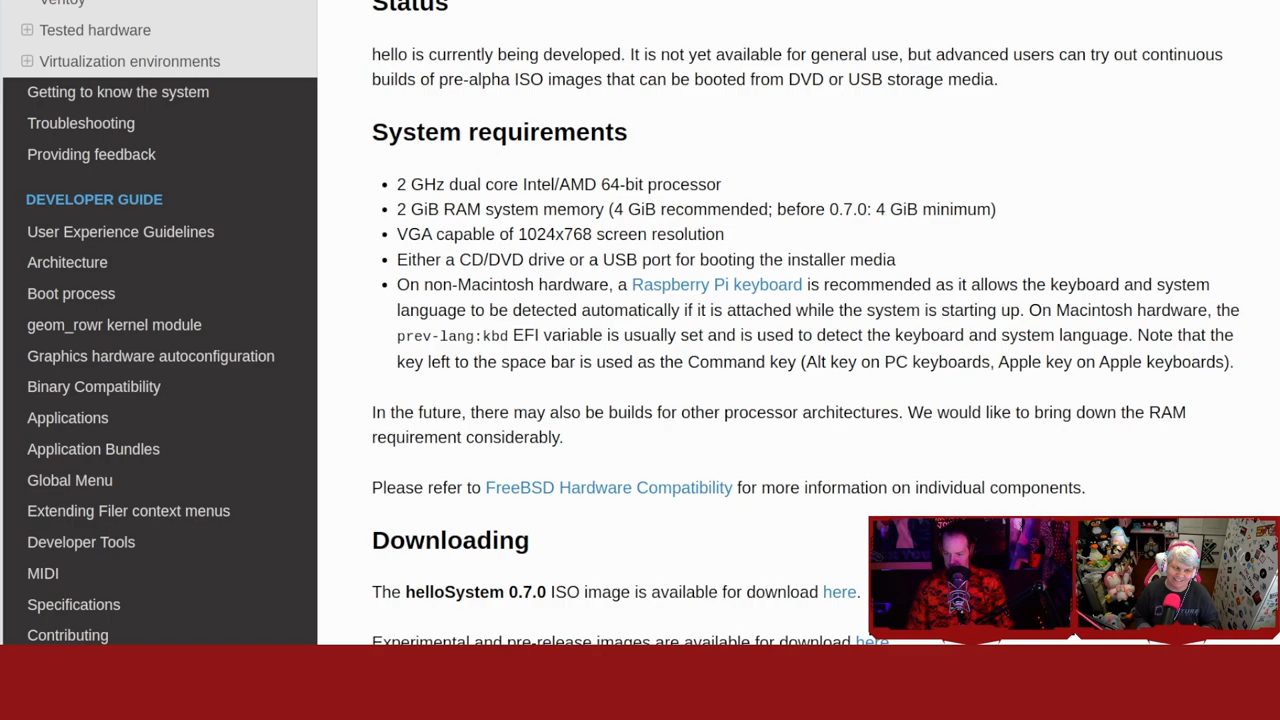 Ventoy
Tested hardware
Virtualization environments
Getting to know the system
Troubleshooting
Providing feedback
DEVELOPER GUIDE
User Experience Guidelines
Architecture
Boot process
geom_rowr kernel module
Graphics hardware autoconfiguration
Binary Compatibility
Applications
Application Bundles
Global Menu
Extending Filer context menus
Developer Tools
MIDI
Specifications
Contributing
Status
hello is currently being developed. It is not yet available for general use, but advanced users can try out continuous
builds of pre-alpha ISO images that can be booted from DVD or USB storage media.
System requirements
• 2 GHz dual core Intel/AMD 64-bit processor
• 2 GiB RAM system memory (4 GiB recommended; before 0.7.0: 4 GiB minimum)
• VGA capable of 1024x768 screen resolution
• Either a CD/DVD drive or a USB port for booting the installer media
• On non-Macintosh hardware, a Raspberry Pi keyboard is recommended as it allows the keyboard and system
language to be detected automatically if it is attached while the system is starting up. On Macintosh hardware, the
prev-lang:kbd EFI variable is usually set and is used to detect the keyboard and system language. Note that the
key left to the space bar is used as the Command key (Alt key on PC keyboards, Apple key on Apple keyboards).
In the future, there may also be builds for other processor architectures. We would like to bring down the RAM
requirement considerably.
Please refer to FreeBSD Hardware Compatibility for more information on individual components.
Downloading
The helloSystem 0.7.0 ISO image is available for download here.
Experimental and pre-release images are available for download here.